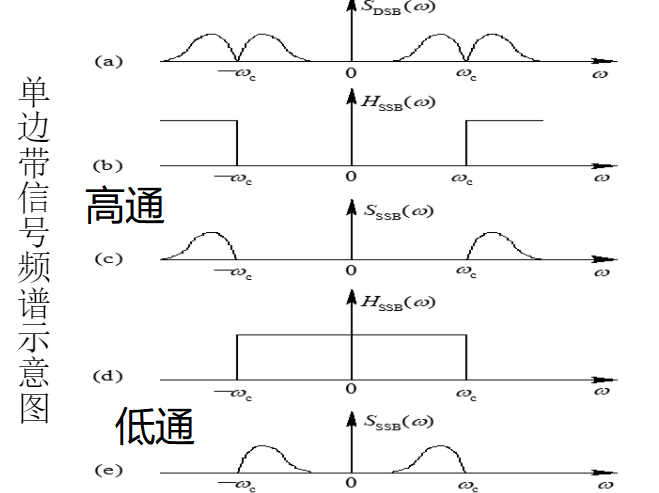 单边带信号频谱示意图
S_DSB(ω)
(a)
−ω_c
0
ω_c
ω
H_SSB(ω)
(b)
−ω_c
0
ω_c
ω
高通
S_SSB(ω)
(c)
−ω_c
0
ω_c
ω
H_SSB(ω)
(d)
−ω_c
0
ω_c
ω
低通
S_SSB(ω)
(e)
−ω_c
0
ω_c
ω